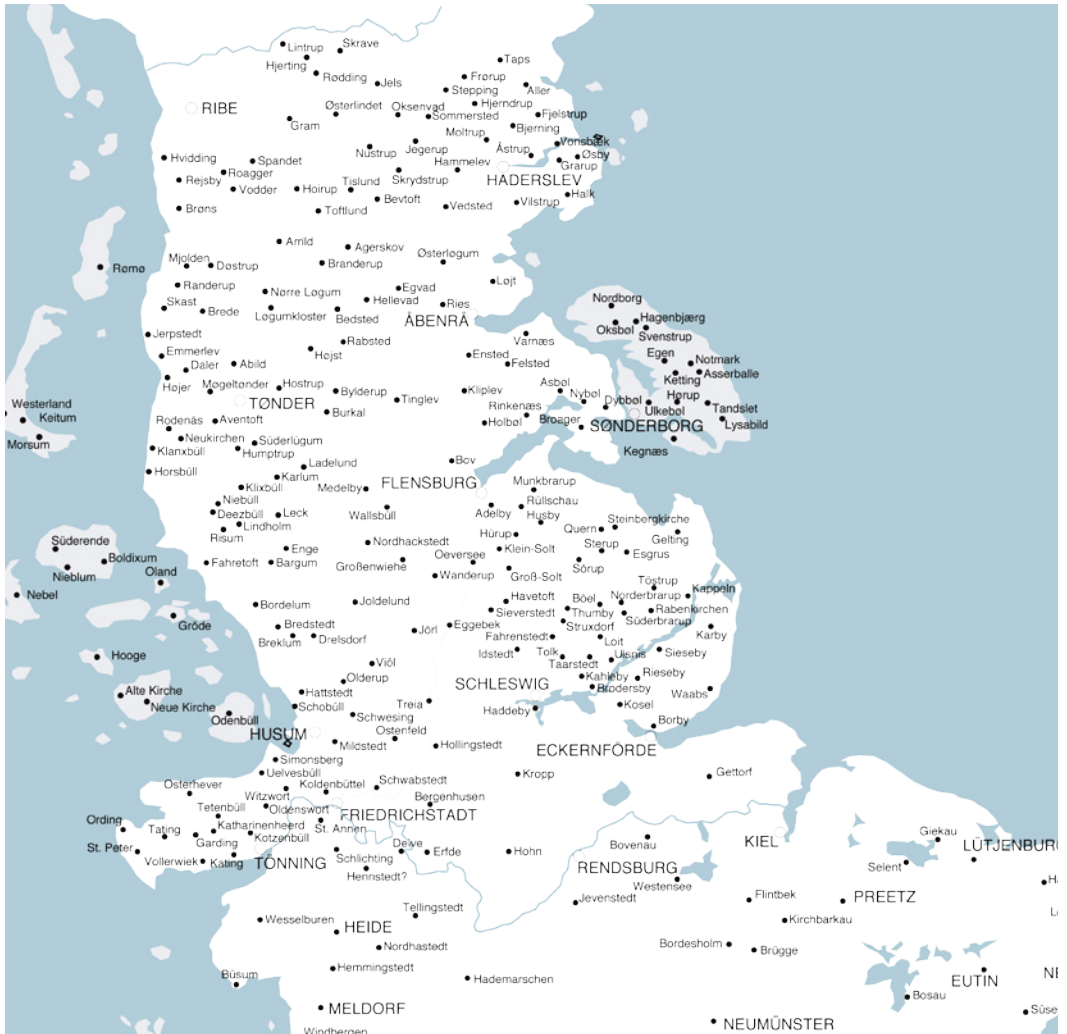 Lintrup
Skrave
Hjerting
Rødding
Jels
Taps
Frørup
Stepping
Aller
Hjerndrup
RIBE
Østerlindet
Oksenvad
Sommersted
Fjelstrup
Gram
Bjerning
Moltrup
Vonsbæk
Nustrup
Jegerup
Åstrup
Øsby
Hvidding
Spandet
Hammelev
Grarup
Roagger
Skrydstrup
HADERSLEV
Rejsby
Vodder
Hoirup
Tislund
Halk
Bevtoft
Brøns
Toftlund
Vedsted
Vilstrup
Arrild
Agerskov
Østerløgum
Mjolden
Døstrup
Branderup
Rømø
Randerup
Egvad
Løjt
Nørre Løgum
Hellevad
Ries
Nordborg
Skast
Brede
Løgumkloster
Bedsted
ÅBENRÅ
Hagenbjærg
Oksbøl
Svenstrup
Jerpstedt
Rabsted
Varnæs
Emmerlev
Højst
Ensted
Egen
Notmark
Daler
Abild
Felsted
Asserballe
Højer
Møgeltønder
Hostrup
Ketting
Bylderup
Kliplev
Asbøl
Nybøl
Hørup
Westerland
TØNDER
Tinglev
Dybbøl
Tandslet
Keitum
Rinkenæs
Ulkebøl
Rodenäs
Aventoft
Burkal
Holbøl
Broager
SØNDERBORG
Lysabild
Morsum
Neukirchen
Süderlügum
Klanxbüll
Humptrup
Kegnæs
Ladelund
Bov
Horsbüll
Karlum
FLENSBURG
Klixbüll
Medelby
Munkbrarup
Niebüll
Rüllschau
Deezbüll
Leck
Wallsbüll
Adelby
Husby
Lindholm
Steinbergkirche
Risum
Quern
Gelting
Süderende
Nordhackstedt
Hürup
Enge
Klein-Solt
Sterup
Esgrus
Boldixum
Fahretoft
Bargum
Großenwiehe
Oeversee
Sörup
Nieblum
Oland
Wanderup
Groß-Solt
Töstrup
Nebel
Kappeln
Bordelum
Joldelund
Havetoft
Böel
Norderbrarup
Sieverstedt
Thumby
Rabenkirchen
Gröde
Bredstedt
Eggebek
Struxdorf
Süderbrarup
Jörl
Karby
Breklum
Drelsdorf
Fahrenstedt
Loit
Hooge
Idstedt
Tolk
Ulsnis
Sieseby
Viöl
Taarstedt
Olderup
SCHLESWIG
Kahleby
Rieseby
Alte Kirche
Hattstedt
Brodersby
Waabs
Neue Kirche
Schobüll
Treia
Haddeby
Kosel
Odenbüll
Schwesing
Borby
HUSUM
Ostenfeld
Mildstedt
Hollingstedt
ECKERNFÖRDE
Simonsberg
Uelvesbüll
Kropp
Gettorf
Osterhever
Koldenbüttel
Schwabstedt
Witzwort
Bergenhusen
Tetenbüll
Oldenswort
FRIEDRICHSTADT
Ording
Katharinenheerd
St. Annen
Tating
Kotzenbüll
Bovenau
KIEL
Giekau
Garding
St. Peter
Delve
Erfde
Hohn
LÜTJENBURG
Vollerwiek
Kating
TÖNNING
Schlichting
RENDSBURG
Selent
Hennstedt?
Westensee
Flintbek
PREETZ
Jevenstedt
Tellingstedt
Wesselburen
HEIDE
Kirchbarkau
Bordesholm
Nordhastedt
Brügge
Hemmingstedt
Büsum
Hademarschen
EUTIN
Bosau
MELDORF
NEUMÜNSTER
Windbergen